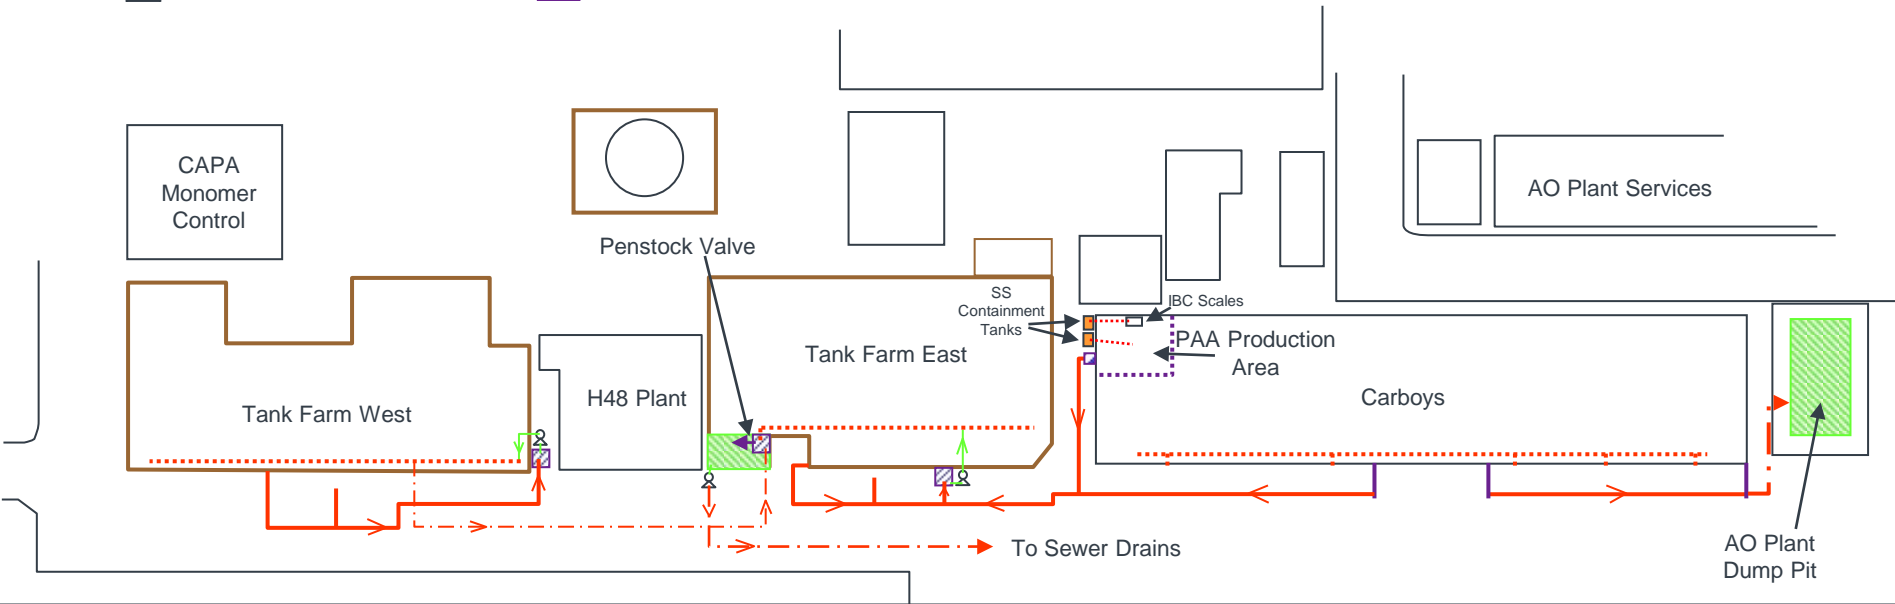 CAPA
Monomer
Control
Penstock Valve
AO Plant Services
SS
Containment
Tanks
IBC Scales
PAA Production
Area
Tank Farm East
H48 Plant
Tank Farm West
Carboys
To Sewer Drains
AO Plant
Dump Pit